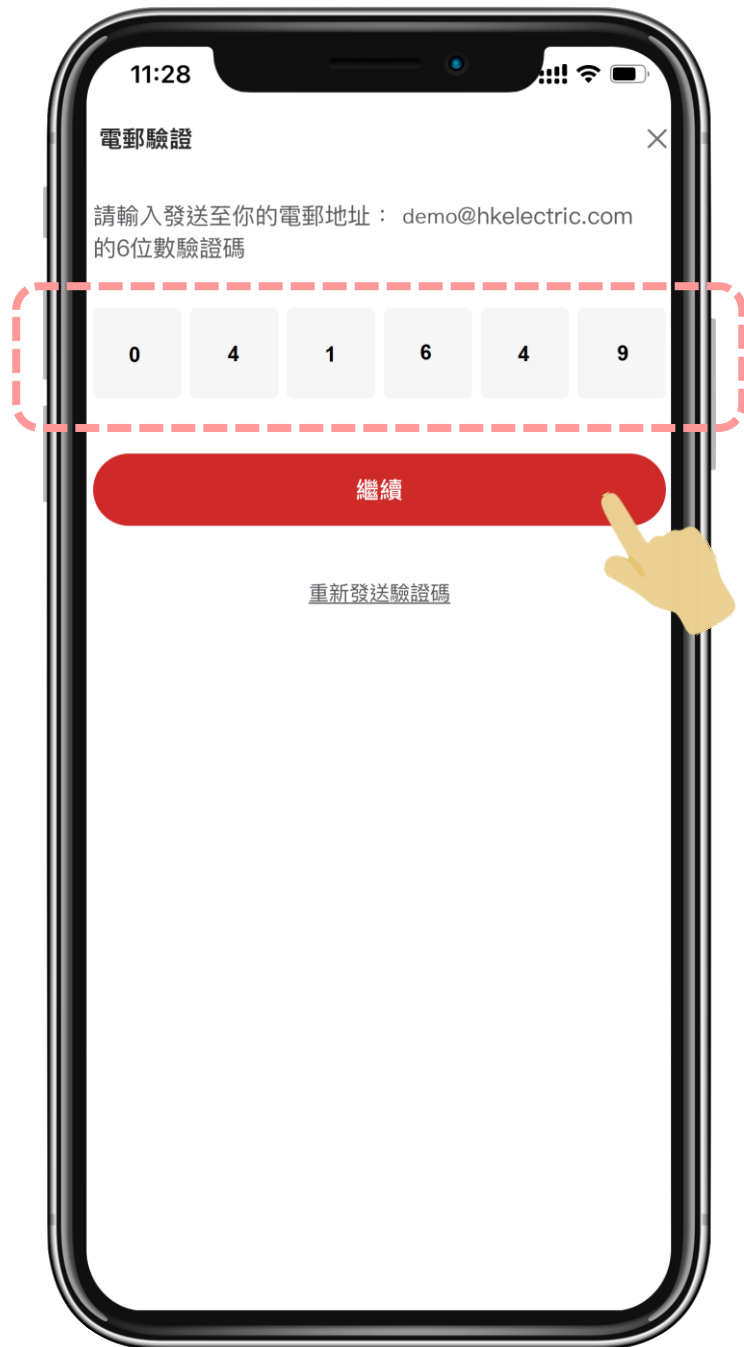 11:28
電郵驗證
請輸入發送至你的電郵地址： demo@hkelectric.com
的6位數驗證碼
0 4 1 6 4 9
繼續
重新發送驗證碼